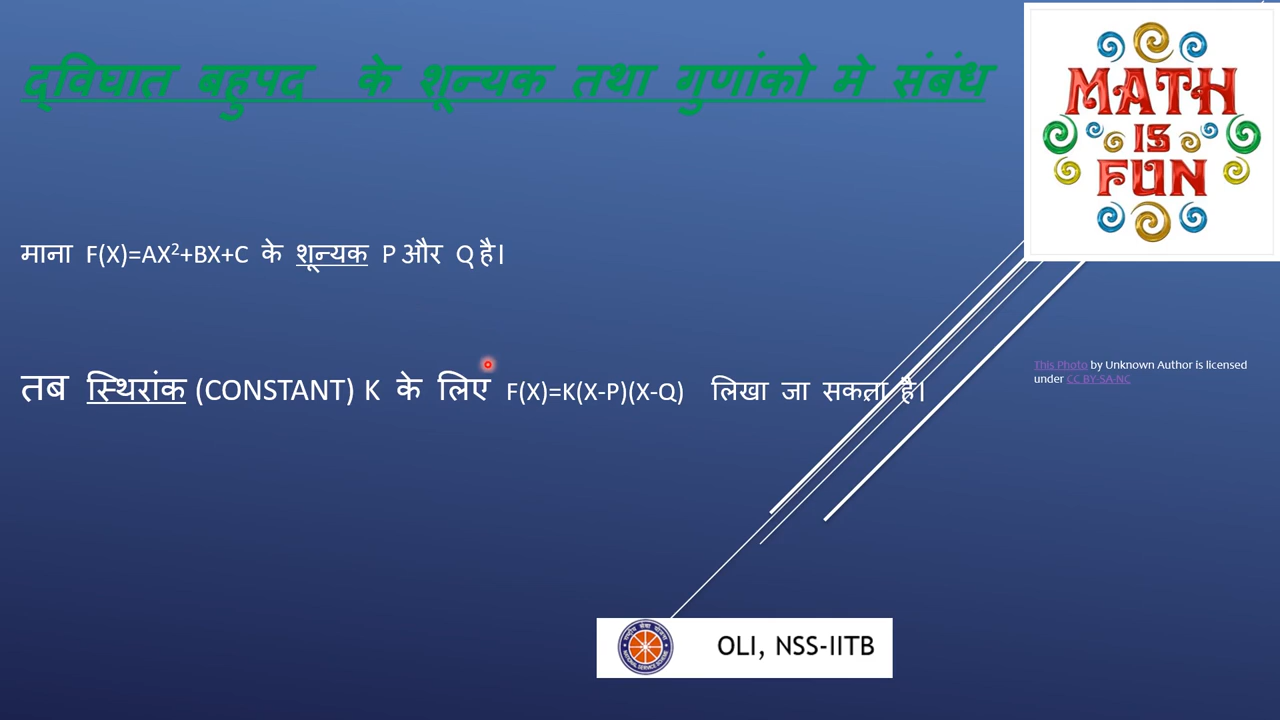 द्विघात बहुपद के शून्यक तथा गुणांको मे संबंध
MATH
IS
FUN
माना F(X)=AX²+BX+C के शून्यक P और Q है।
This Photo by Unknown Author is licensed
under CC BY-SA-NC
तब स्थिरांक (CONSTANT) K के लिए F(X)=K(X-P)(X-Q) लिखा जा सकता है।
OLI, NSS-IITB